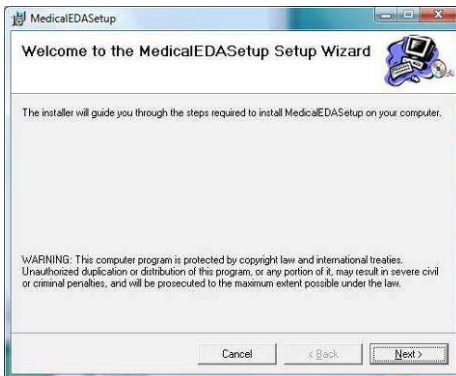 MedicalEDASetup
Welcome to the MedicalEDASetup Setup Wizard
The installer will guide you through the steps required to install MedicalEDASetup on your computer.
WARNING: This computer program is protected by copyright law and international treaties.
Unauthorized duplication or distribution of this program, or any portion of it, may result in severe civil
or criminal penalties, and will be prosecuted to the maximum extent possible under the law.
Cancel
< Back
Next >